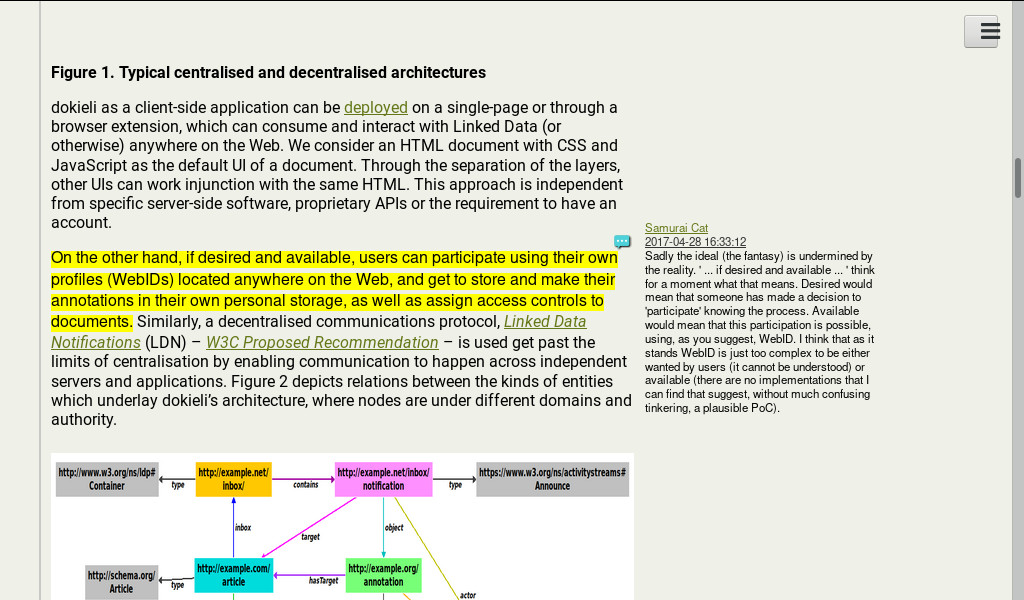 Figure 1. Typical centralised and decentralised architectures
dokieli as a client-side application can be deployed on a single-page or through a
browser extension, which can consume and interact with Linked Data (or
otherwise) anywhere on the Web. We consider an HTML document with CSS and
JavaScript as the default UI of a document. Through the separation of the layers,
other UIs can work injunction with the same HTML. This approach is independent
from specific server-side software, proprietary APIs or the requirement to have an
account.
On the other hand, if desired and available, users can participate using their own
profiles (WebIDs) located anywhere on the Web, and get to store and make their
annotations in their own personal storage, as well as assign access controls to
documents. Similarly, a decentralised communications protocol, Linked Data
Notifications (LDN) – W3C Proposed Recommendation – is used get past the
limits of centralisation by enabling communication to happen across independent
servers and applications. Figure 2 depicts relations between the kinds of entities
which underlay dokieli’s architecture, where nodes are under different domains and
authority.
Samurai Cat
2017-04-28 16:33:12
Sadly the ideal (the fantasy) is undermined by
the reality. ' ... if desired and available ... ' think
for a moment what that means. Desired would
mean that someone has made a decision to
'participate' knowing the process. Available
would mean that this participation is possible,
using, as you suggest, WebID. I think that as it
stands WebID is just too complex to be either
wanted by users (it cannot be understood) or
available (there are no implementations that I
can find that suggest, without much confusing
tinkering, a plausible PoC).
http://www.w3.org/ns/ldp#
Container
type
http://example.net/
inbox/
contains
http://example.net/inbox/
notification
type
https://www.w3.org/ns/activitystreams#
Announce
inbox
target
object
http://schema.org/
Article
type
http://example.com/
article
hasTarget
http://example.org/
annotation
actor